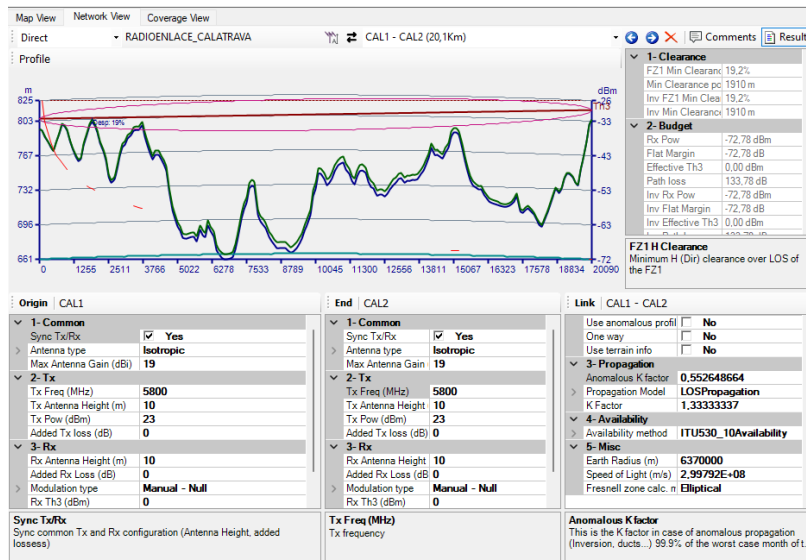 Map View Network View Coverage View
Direct RADIOENLACE_CALATRAVA CAL1 - CAL2 (20,1Km) Comments Result
Profile
m dBm
825 -26
Th3
803 -33
Desp: 19%
767 -43
732 -53
696 -63
661 -72
0 1256 2511 3766 5022 6278 7533 8789 10045 11300 12556 13811 15067 16323 17578 18834 20090
1- Clearance
FZ1 Min Clearanc 19,2%
Min Clearance po 1910 m
Inv FZ1 Min Clea 19,2%
Inv Min Clearanc 1910 m
2- Budget
Rx Pow -72,78 dBm
Flat Margin -72,78 dB
Effective Th3 0,00 dBm
Path loss 133,78 dB
Inv Rx Pow -72,78 dB
Inv Flat Margin -72,78 dB
Inv Effective Th3 0,00 dBm
FZ1 H Clearance
Minimum H (Dir) clearance over LOS of
the FZ1
Origin CAL1
1- Common
Sync Tx/Rx Yes
Antenna type Isotropic
Max Antenna Gain (dBi) 19
2- Tx
Tx Freq (MHz) 5800
Tx Antenna Height (m) 10
Tx Pow (dBm) 23
Added Tx loss (dB) 0
3- Rx
Rx Antenna Height (m) 10
Added Rx Loss (dB) 0
Modulation type Manual - Null
Rx Th3 (dBm) 0
Sync Tx/Rx
Sync common Tx and Rx configuration (Antenna Height, added
lossess)
End CAL2
1- Common
Sync Tx/Rx Yes
Antenna type Isotropic
Max Antenna Gain 19
2- Tx
Tx Freq (MHz) 5800
Tx Antenna Height 10
Tx Pow (dBm) 23
Added Tx loss (dB) 0
3- Rx
Rx Antenna Height 10
Added Rx Loss (dB 0
Modulation type Manual - Null
Rx Th3 (dBm) 0
Tx Freq (MHz)
Tx frequency
Link CAL1 - CAL2
Use anomalous profil No
One way No
Use terrain info No
3- Propagation
Anomalous K factor 0,552648664
Propagation Model LOSPropagation
K Factor 1,33333337
4- Availability
Availability method ITU530_10Availability
5- Misc
Earth Radius (m) 6370000
Speed of Light (m/s) 2,99792E+08
Fresnell zone calc. m Elliptical
Anomalous K factor
This is the K factor in case of anomalous propagation
(Inversion, ducts...) 99.9% of the worst case month of t.